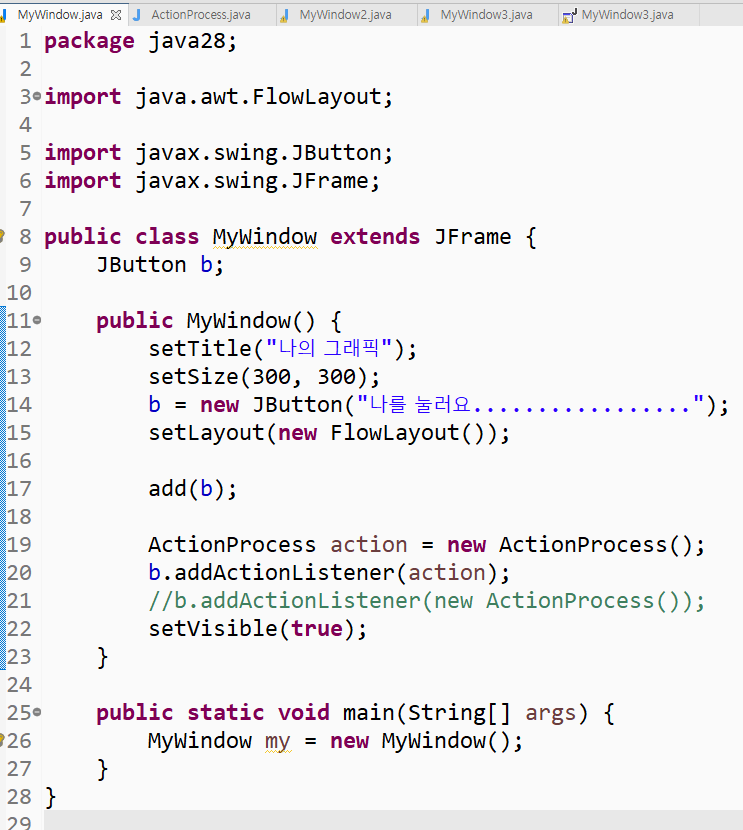 MyWindow.java ActionProcess.java MyWindow2.java MyWindow3.java MyWindow3.java
1 package java28;
2
3 import java.awt.FlowLayout;
4
5 import javax.swing.JButton;
6 import javax.swing.JFrame;
7
8 public class MyWindow extends JFrame {
9     JButton b;
10
11     public MyWindow() {
12         setTitle("나의 그래픽");
13         setSize(300, 300);
14         b = new JButton("나를 눌러요.................");
15         setLayout(new FlowLayout());
16
17         add(b);
18
19         ActionProcess action = new ActionProcess();
20         b.addActionListener(action);
21         //b.addActionListener(new ActionProcess());
22         setVisible(true);
23     }
24
25     public static void main(String[] args) {
26         MyWindow my = new MyWindow();
27     }
28 }
29